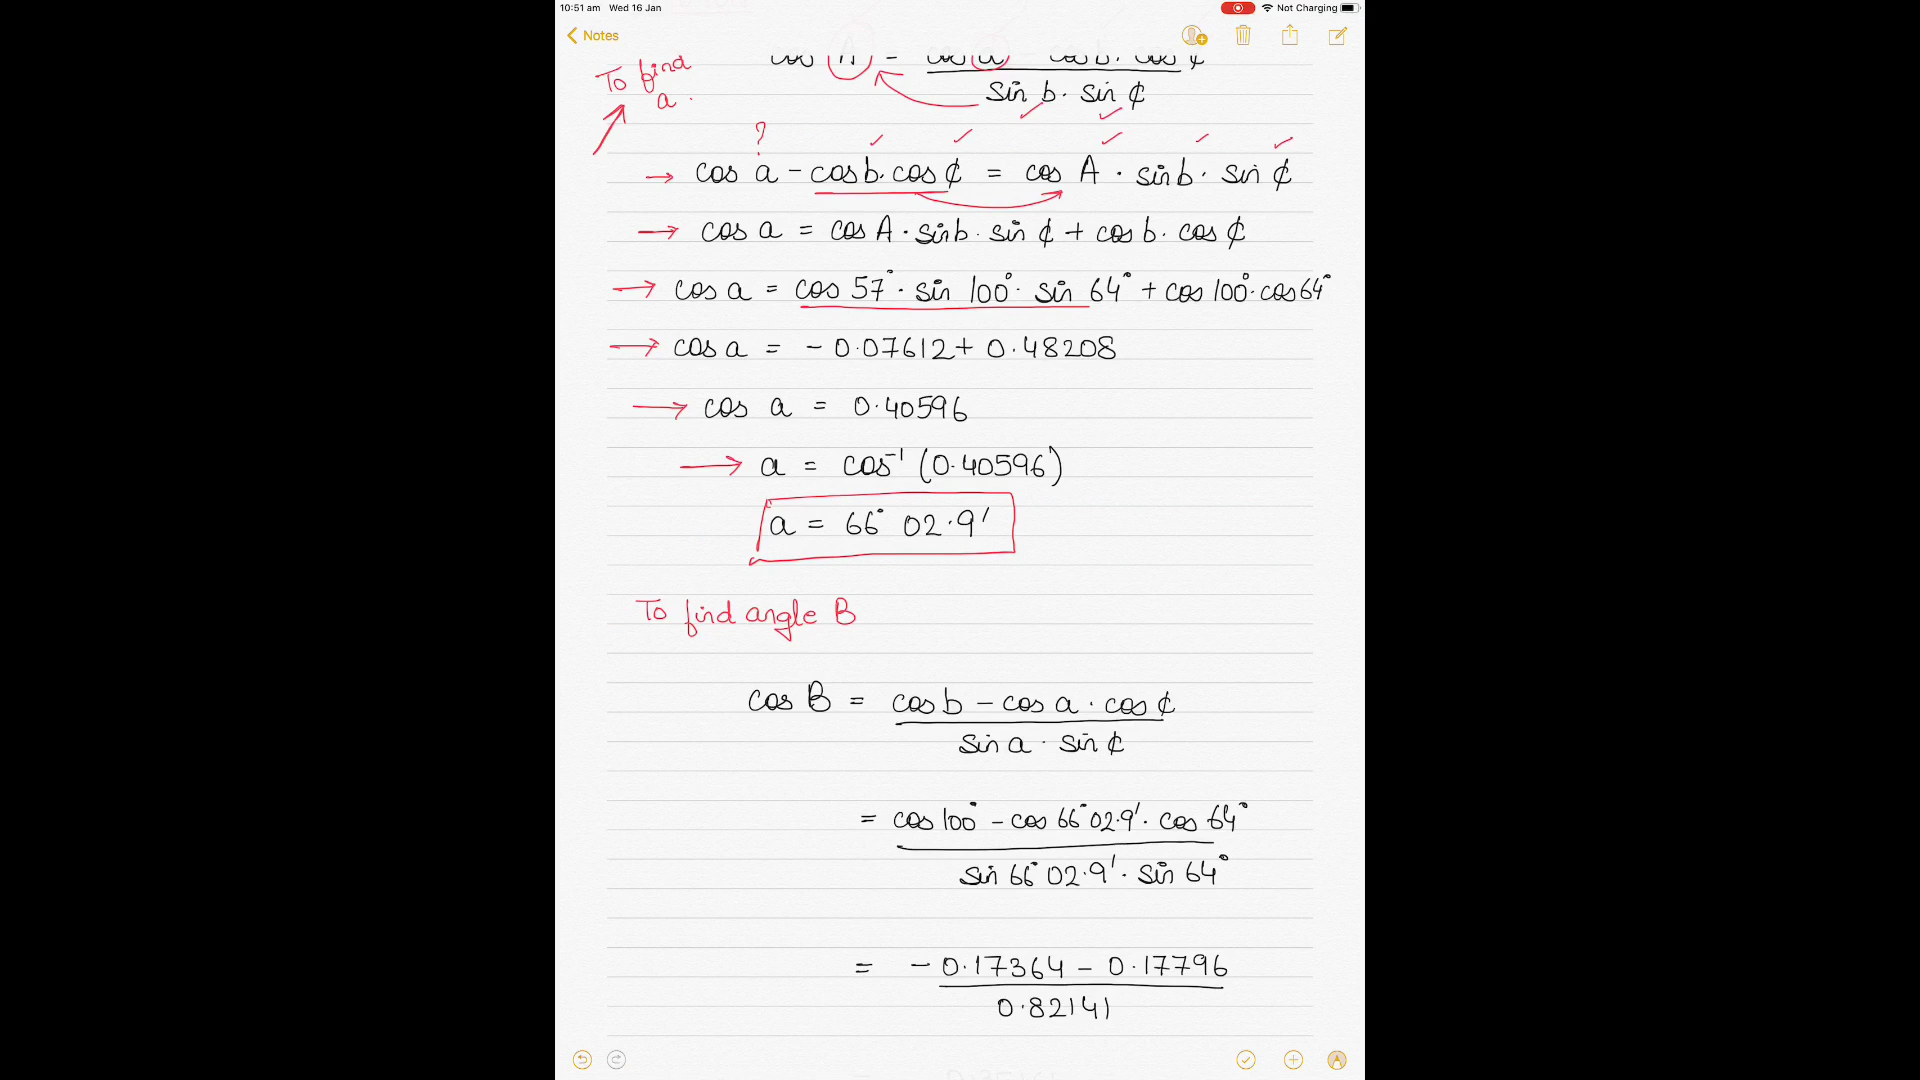 10:51 am Wed 16 Jan
Not Charging
Notes
To find
a.
cos A = cos a - cos b. cos ¢
sin b. sin ¢
?
→ cos a - cos b. cos ¢ = cos A . sin b. sin ¢
→ cos a = cos A . sin b. sin ¢ + cos b. cos ¢
→ cos a = cos 57° . sin 100° . sin 64° + cos 100°. cos 64°
→ cos a = - 0.07612 + 0.48208
→ cos a = 0.40596
→ a = cos⁻¹ (0.40596)
a = 66° 02.9'
To find angle B
cos B = cos b - cos a . cos ¢
sin a . sin ¢
= cos 100° - cos 66° 02.9' . cos 64°
sin 66° 02.9' . sin 64°
= - 0.17364 - 0.17796
0.82141